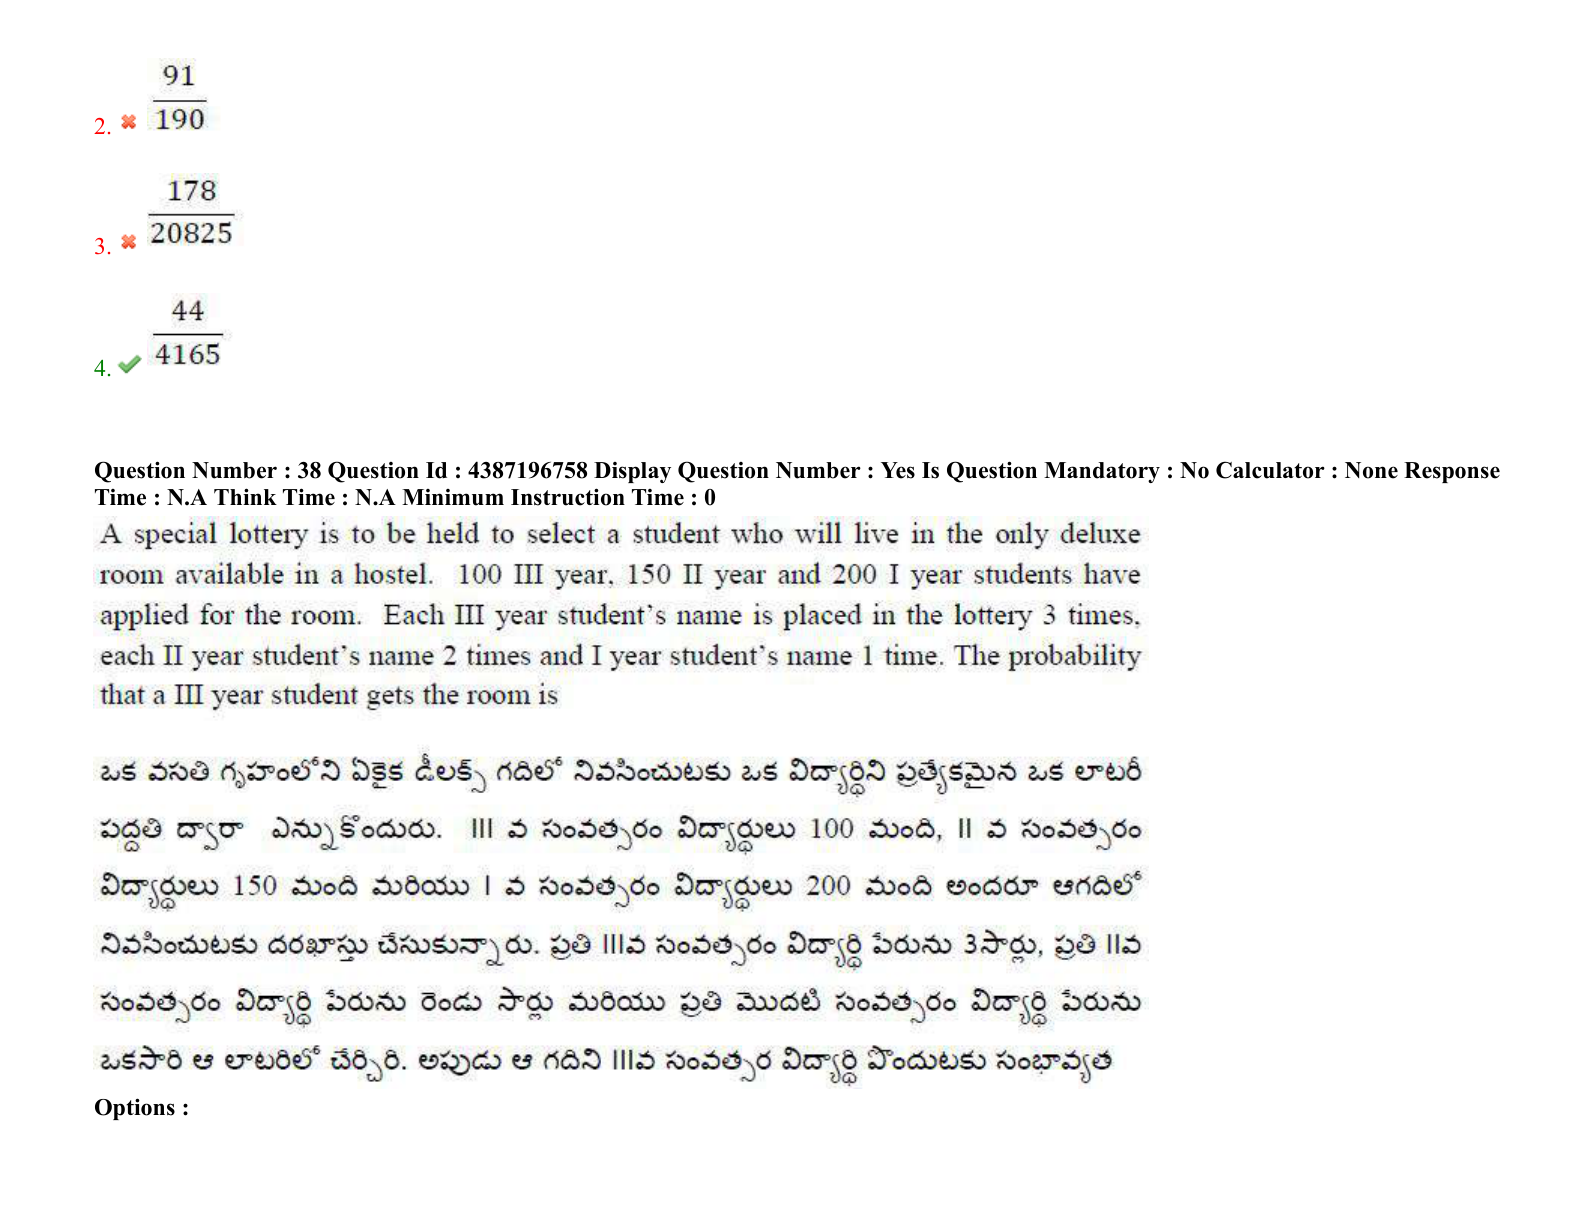 91
190
2.
178
20825
3.
44
4165
4.
Question Number : 38 Question Id : 4387196758 Display Question Number : Yes Is Question Mandatory : No Calculator : None Response
Time : N.A Think Time : N.A Minimum Instruction Time : 0
A special lottery is to be held to select a student who will live in the only deluxe
room available in a hostel. 100 III year, 150 II year and 200 I year students have
applied for the room. Each III year student's name is placed in the lottery 3 times,
each II year student's name 2 times and I year student's name 1 time. The probability
that a III year student gets the room is
ఒక వసతి గృహంలోని ఏకైక డీలక్స్ గదిలో నివసించుటకు ఒక విద్యార్థిని ప్రత్యేకమైన ఒక లాటరీ
పద్దతి ద్వారా ఎన్నుకొందురు. III వ సంవత్సరం విద్యార్థులు 100 మంది, II వ సంవత్సరం
విద్యార్థులు 150 మంది మరియు I వ సంవత్సరం విద్యార్థులు 200 మంది అందరూ ఆగదిలో
నివసించుటకు దరఖాస్తు చేసుకున్నారు. ప్రతి IIIవ సంవత్సరం విద్యార్థి పేరును 3సార్లు, ప్రతి IIవ
సంవత్సరం విద్యార్థి పేరును రెండు సార్లు మరియు ప్రతి మొదటి సంవత్సరం విద్యార్థి పేరును
ఒకసారి ఆ లాటరిలో చేర్చిరి. అపుడు ఆ గదిని IIIవ సంవత్సర విద్యార్థి పొందుటకు సంభావ్యత
Options :